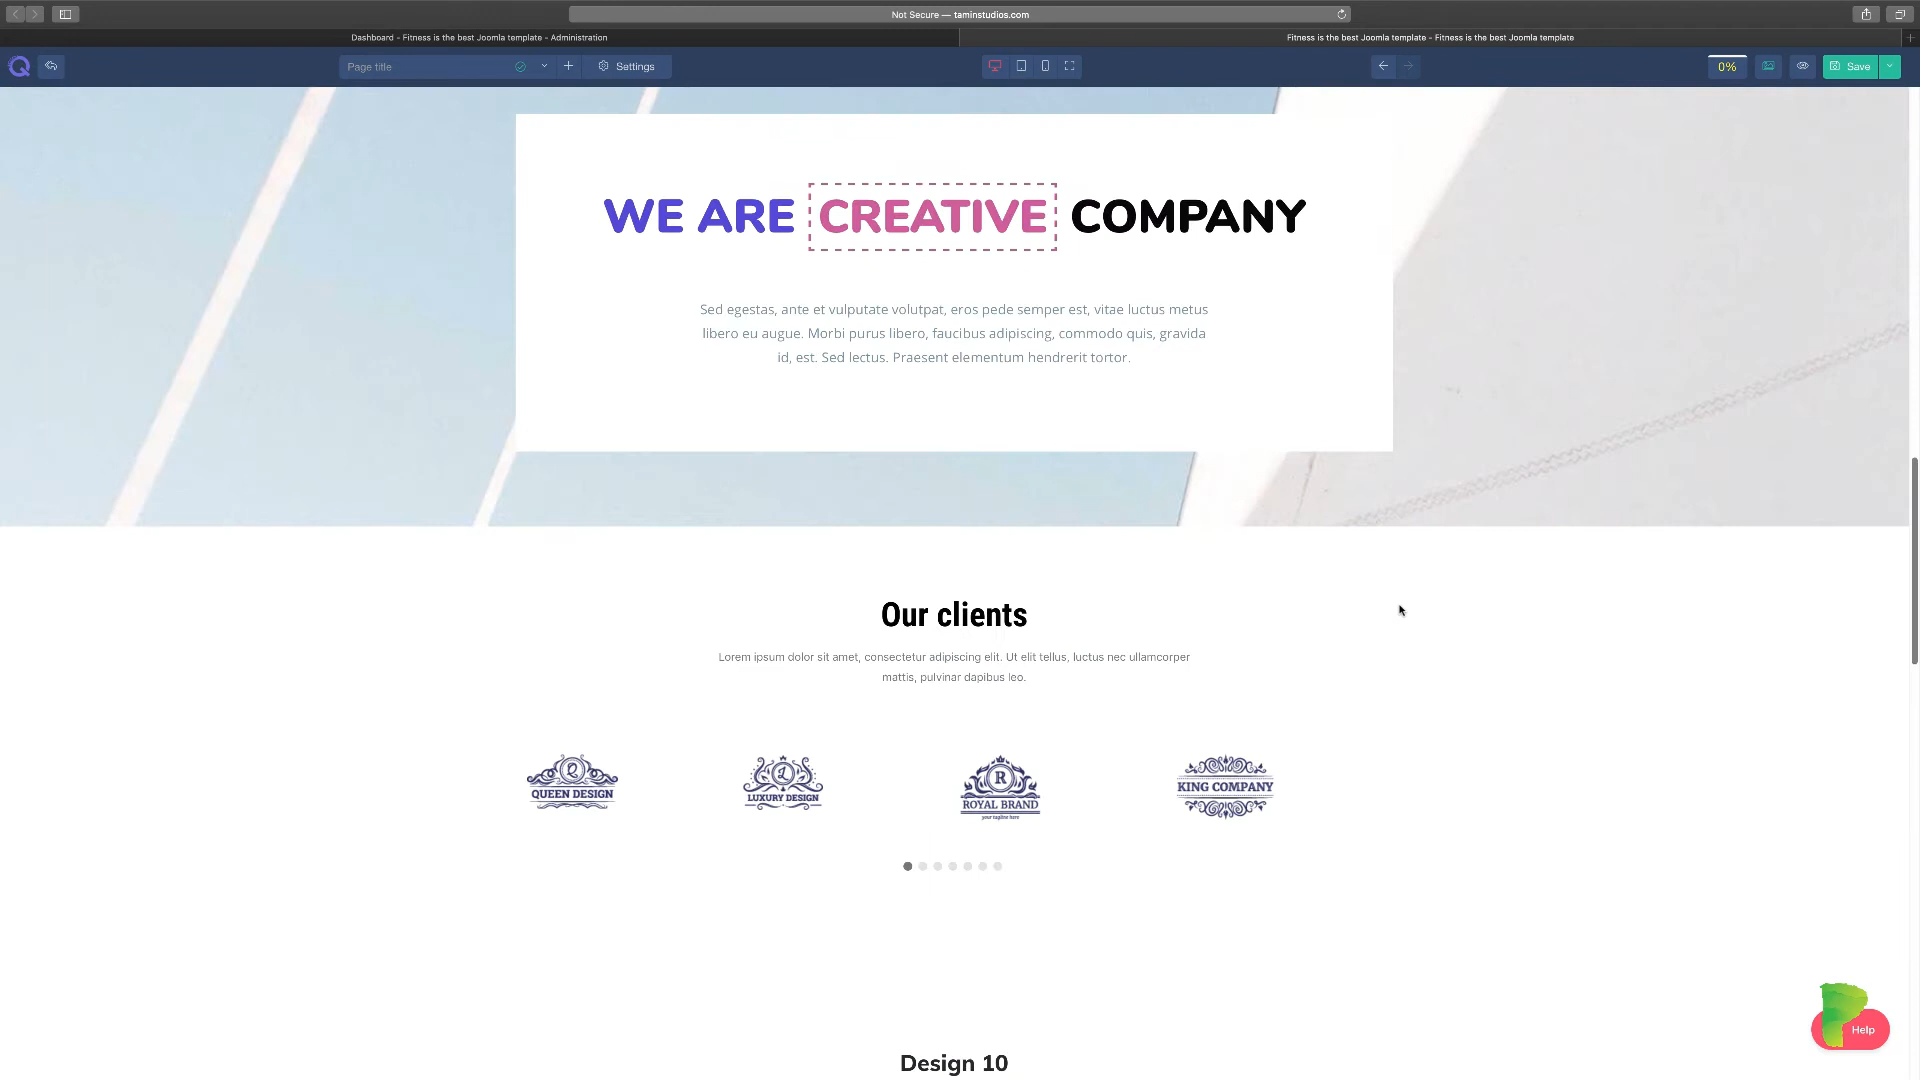 Not Secure — taminstudios.com
Dashboard - Fitness is the best Joomla template - Administration
Fitness is the best Joomla template - Fitness is the best Joomla template
Page title
Settings
0%
Save
WE ARE CREATIVE COMPANY
Sed egestas, ante et vulputate volutpat, eros pede semper est, vitae luctus metus
libero eu augue. Morbi purus libero, faucibus adipiscing, commodo quis, gravida
id, est. Sed lectus. Praesent elementum hendrerit tortor.
Our clients
Lorem ipsum dolor sit amet, consectetur adipiscing elit. Ut elit tellus, luctus nec ullamcorper
mattis, pulvinar dapibus leo.
QUEEN DESIGN
L
LUXURY DESIGN
R
ROYAL BRAND
your tagline here
KING COMPANY
Help
Design 10